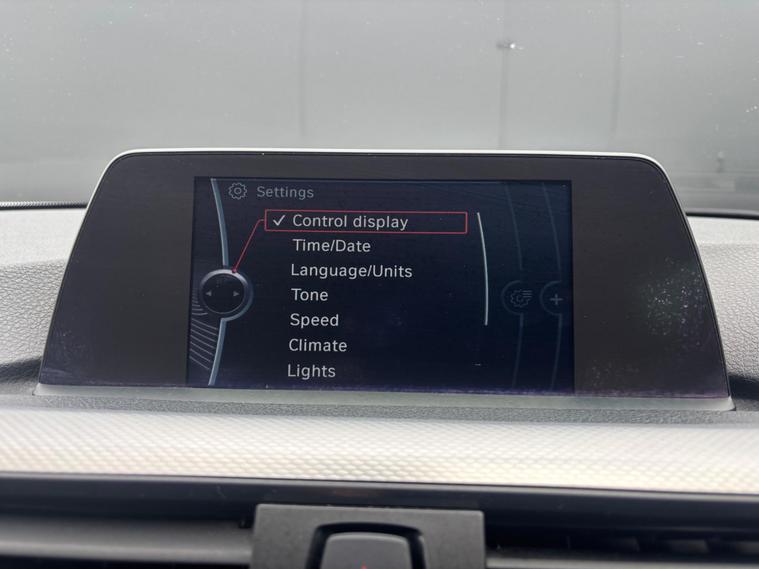 Settings
✓ Control display
Time/Date
Language/Units
Tone
Speed
Climate
Lights